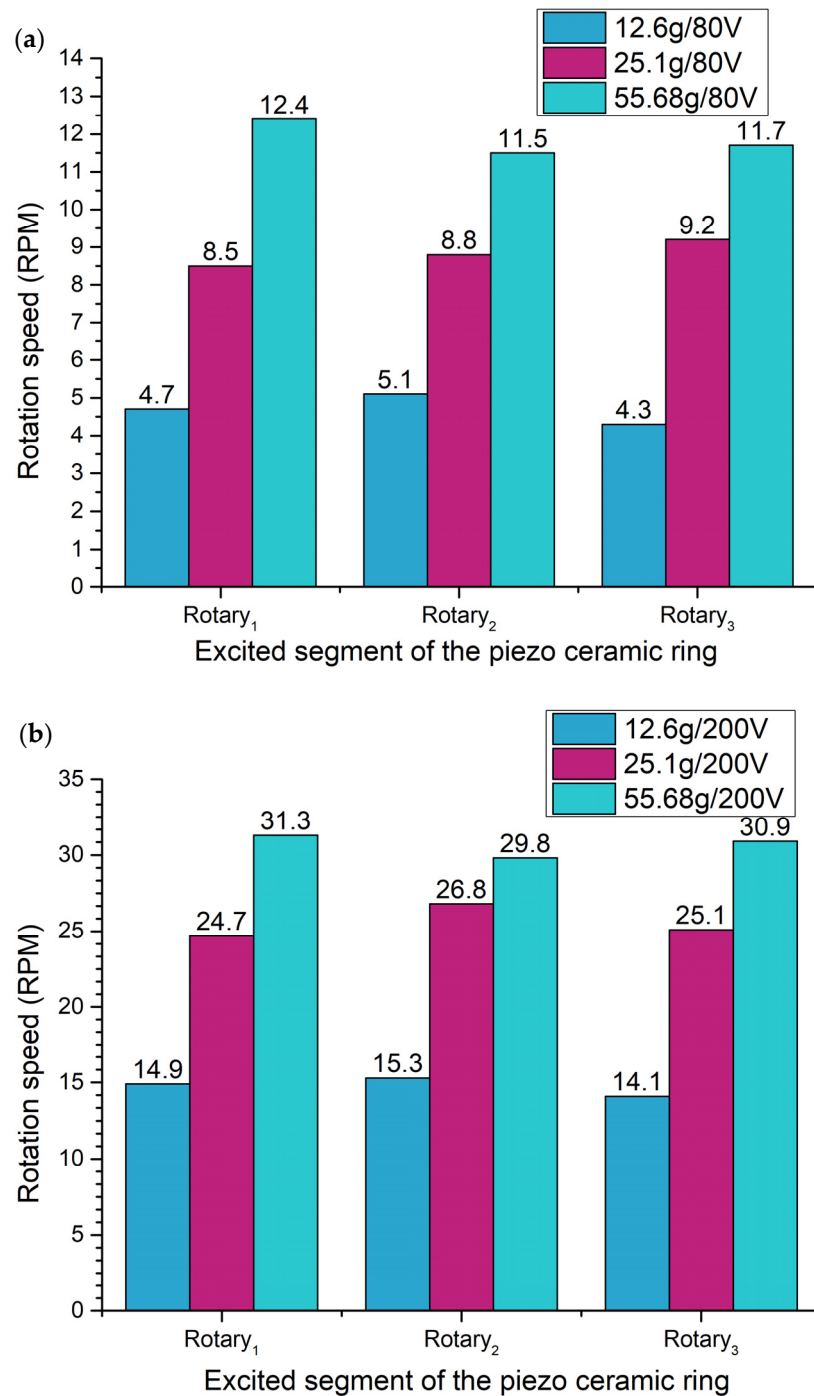 (a)
12.6g/80V
25.1g/80V
55.68g/80V
14
13
12
11
10
9
8
7
6
5
4
3
2
1
0
Rotation speed (RPM)
4.7
8.5
12.4
5.1
8.8
11.5
4.3
9.2
11.7
Rotary₁
Rotary₂
Rotary₃
Excited segment of the piezo ceramic ring
(b)
12.6g/200V
25.1g/200V
55.68g/200V
35
30
25
20
15
10
5
0
Rotation speed (RPM)
14.9
24.7
31.3
15.3
26.8
29.8
14.1
25.1
30.9
Rotary₁
Rotary₂
Rotary₃
Excited segment of the piezo ceramic ring